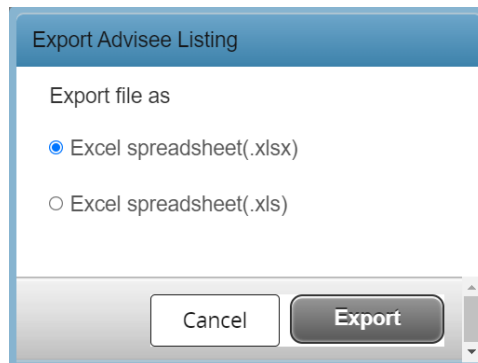 Export Advisee Listing
Export file as
Excel spreadsheet(.xlsx)
Excel spreadsheet(.xls)
Cancel Export